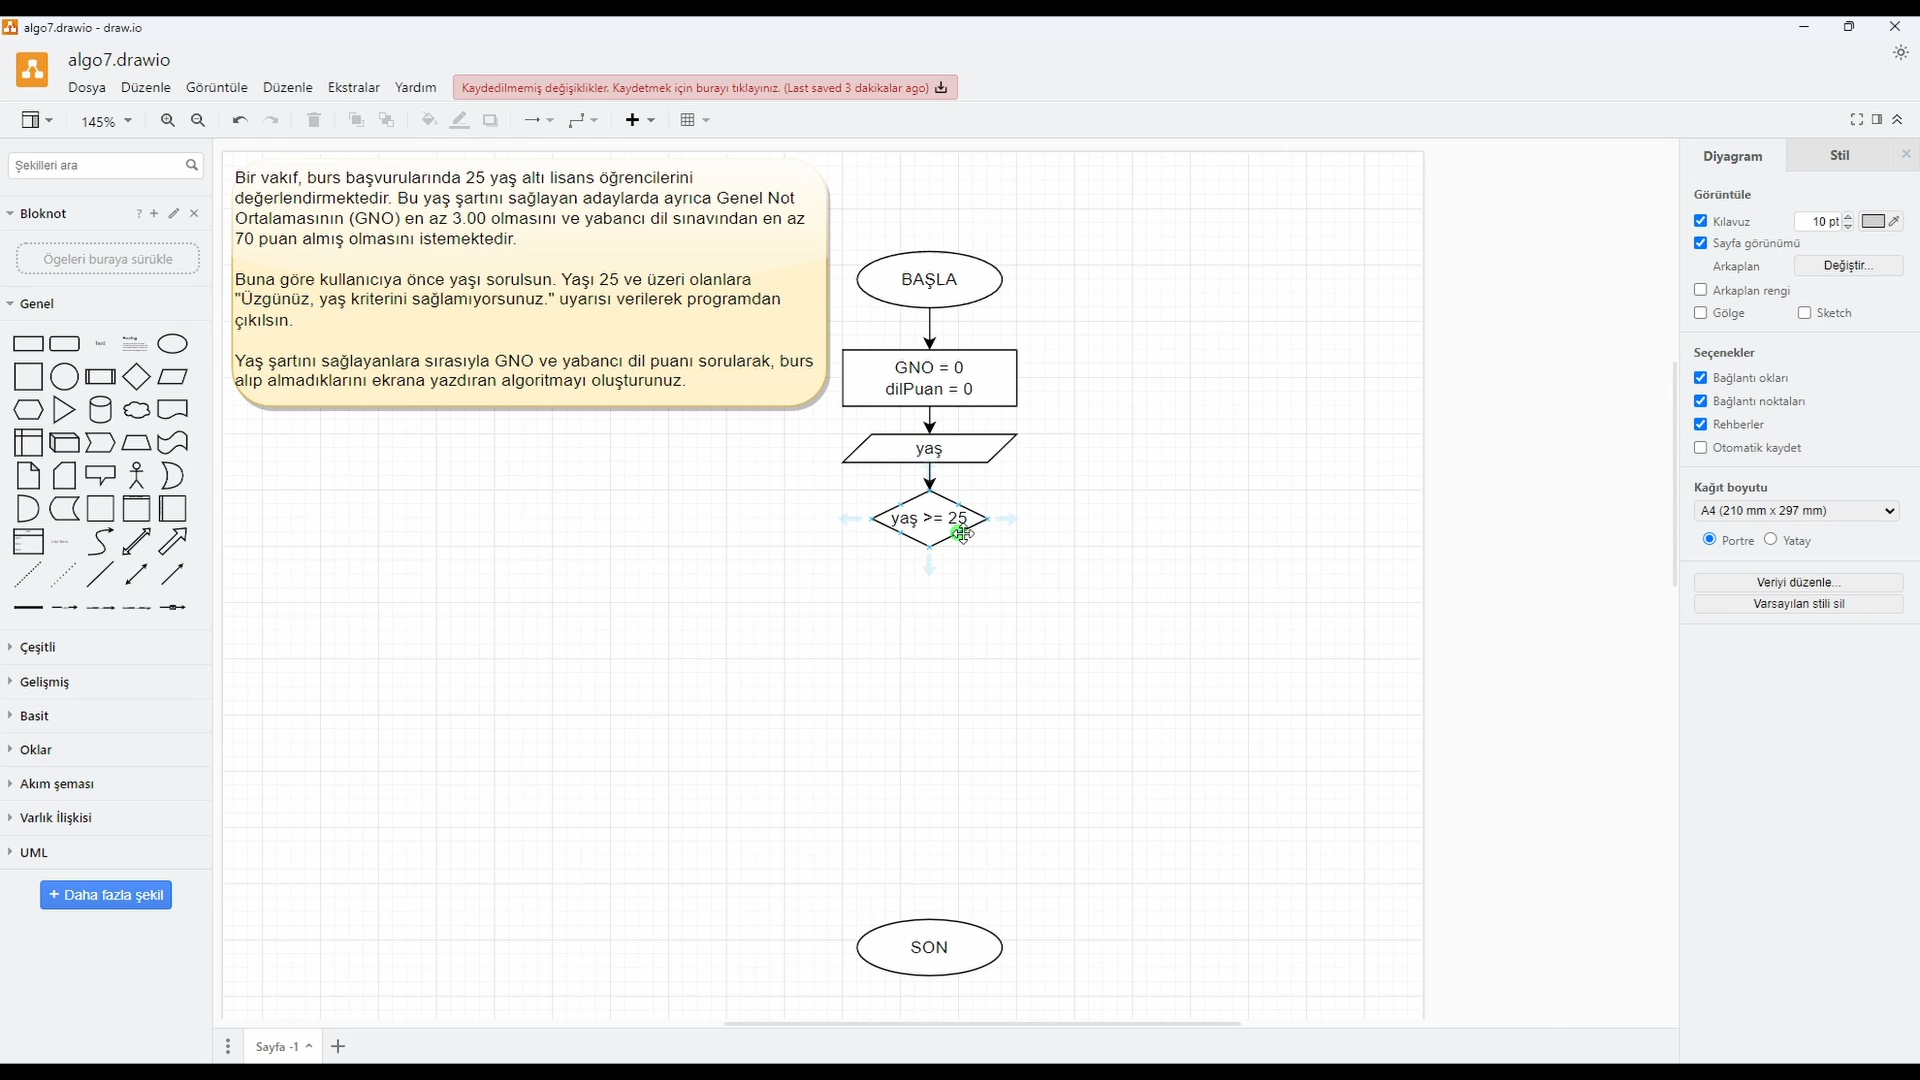 algo7.drawio - draw.io
algo7.drawio
Dosya Düzenle Görüntüle Düzenle Ekstralar Yardım
Kaydedilmemiş değişiklikler. Kaydetmek için burayı tıklayınız. (Last saved 3 dakikalar ago)
145%
Şekilleri ara
Bloknot ?
Ögeleri buraya sürükle
Genel
Text
Çeşitli
Gelişmiş
Basit
Oklar
Akım şeması
Varlık İlişkisi
UML
+ Daha fazla şekil
Bir vakıf, burs başvurularında 25 yaş altı lisans öğrencilerini
değerlendirmektedir. Bu yaş şartını sağlayan adaylarda ayrıca Genel Not
Ortalamasının (GNO) en az 3.00 olmasını ve yabancı dil sınavından en az
70 puan almış olmasını istemektedir.
Buna göre kullanıcıya önce yaşı sorulsun. Yaşı 25 ve üzeri olanlara
"Üzgünüz, yaş kriterini sağlamıyorsunuz." uyarısı verilerek programdan
çıkılsın.
Yaş şartını sağlayanlara sırasıyla GNO ve yabancı dil puanı sorularak, burs
alıp almadıklarını ekrana yazdıran algoritmayı oluşturunuz.
BAŞLA
GNO = 0
dilPuan = 0
yaş
yaş >= 25
SON
Sayfa -1
Diyagram Stil
Görüntüle
Kılavuz 10 pt
Sayfa görünümü
Arkaplan Değiştir...
Arkaplan rengi
Gölge Sketch
Seçenekler
Bağlantı okları
Bağlantı noktaları
Rehberler
Otomatik kaydet
Kağıt boyutu
A4 (210 mm x 297 mm)
Portre Yatay
Veriyi düzenle...
Varsayılan stili sil